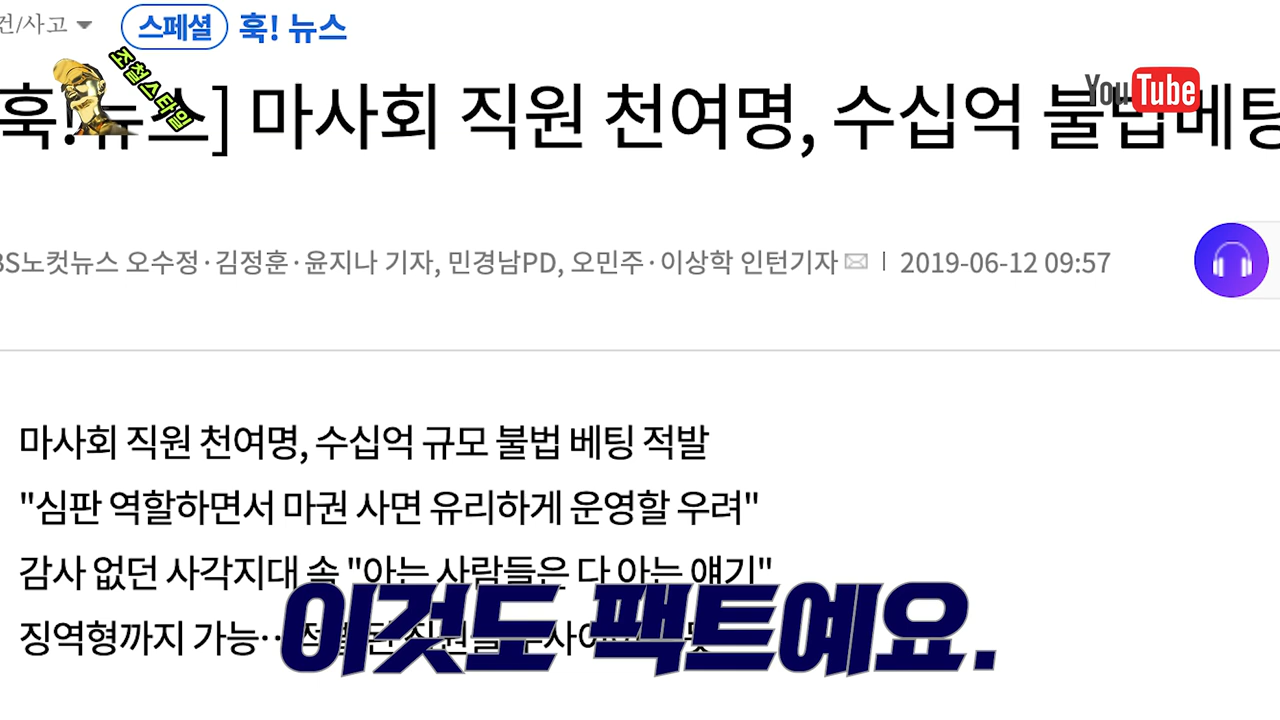 건/사고
스페셜 훅! 뉴스
조철스타일
YouTube
훅!뉴스] 마사회 직원 천여명, 수십억 불법베팅
BS노컷뉴스 오수정·김정훈·윤지나 기자, 민경남PD, 오민주·이상학 인턴기자 2019-06-12 09:57
마사회 직원 천여명, 수십억 규모 불법 베팅 적발
"심판 역할하면서 마권 사면 유리하게 운영할 우려"
감사 없던 사각지대 속 "아는 사람들은 다 아는 얘기"
징역형까지 가능…
이것도 팩트예요.